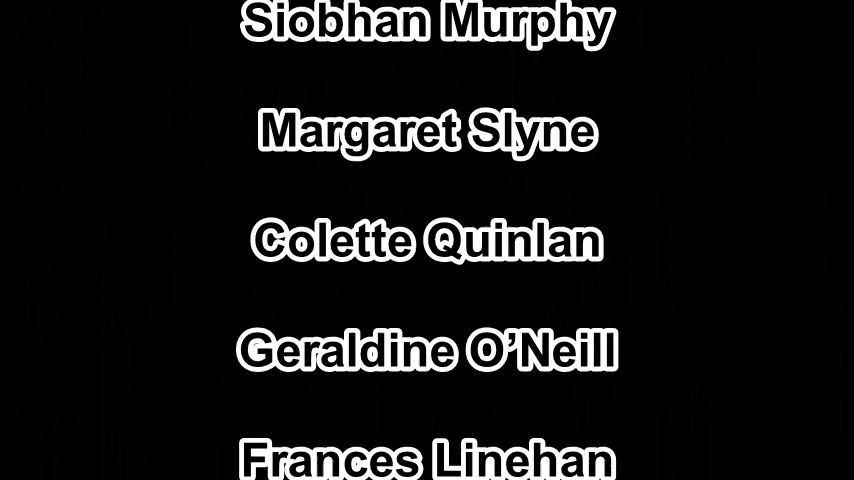 Siobhan Murphy
Margaret Slyne
Colette Quinlan
Geraldine O’Neill
Frances Linehan